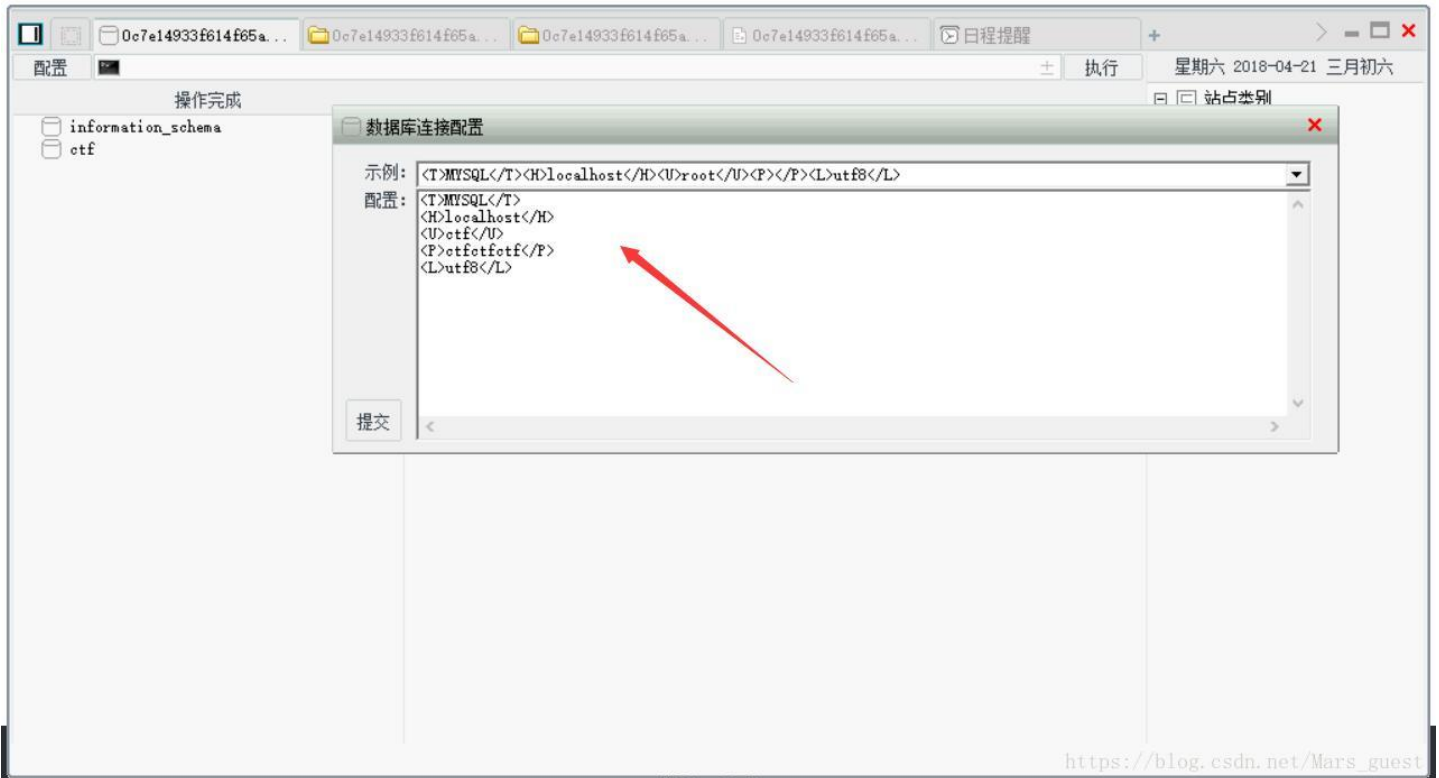 0c7e14933f614f65a... 0c7e14933f614f65a... 0c7e14933f614f65a... 0c7e14933f614f65a... 日程提醒 +
配置 执行 星期六 2018-04-21 三月初六
操作完成
站点类别
information_schema
ctf
数据库连接配置
示例: <T>MYSQL</T><H>localhost</H><U>root</U><P></P><L>utf8</L>
配置: <T>MYSQL</T>
<H>localhost</H>
<U>ctf</U>
<P>ctfctfctf</P>
<L>utf8</L>
提交
https://blog.csdn.net/Mars_guest